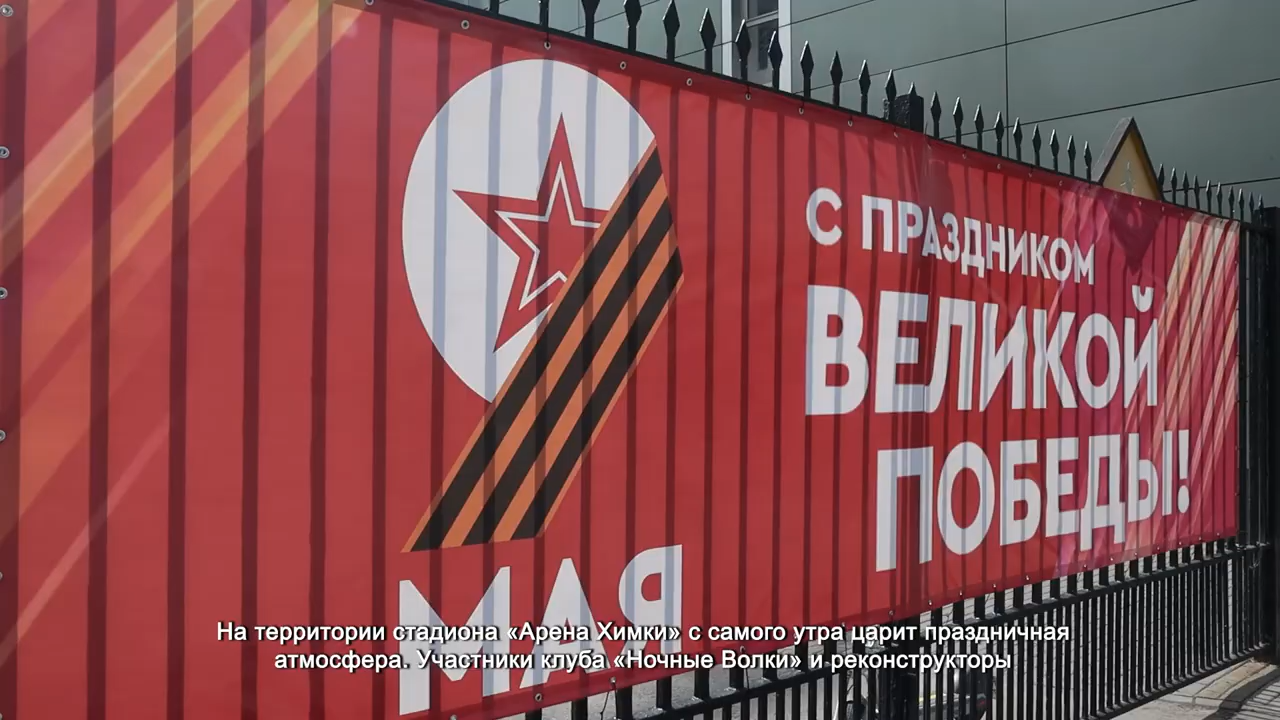 9
МАЯ
С ПРАЗДНИКОМ
ВЕЛИКОЙ
ПОБЕДЫ!
На территории стадиона «Арена Химки» с самого утра царит праздничная
атмосфера. Участники клуба «Ночные Волки» и реконструкторы